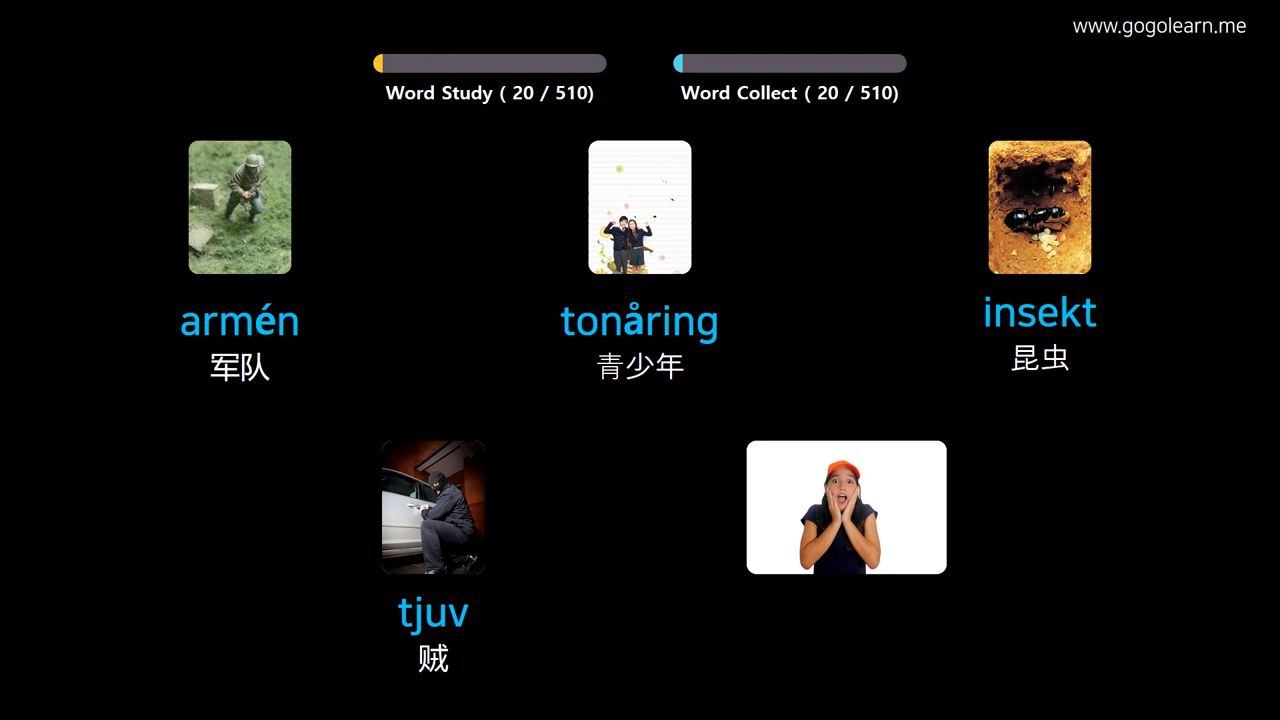 www.gogolearn.me
Word Study ( 20 / 510)
Word Collect ( 20 / 510)
armén
军队
tonåring
青少年
insekt
昆虫
tjuv
贼